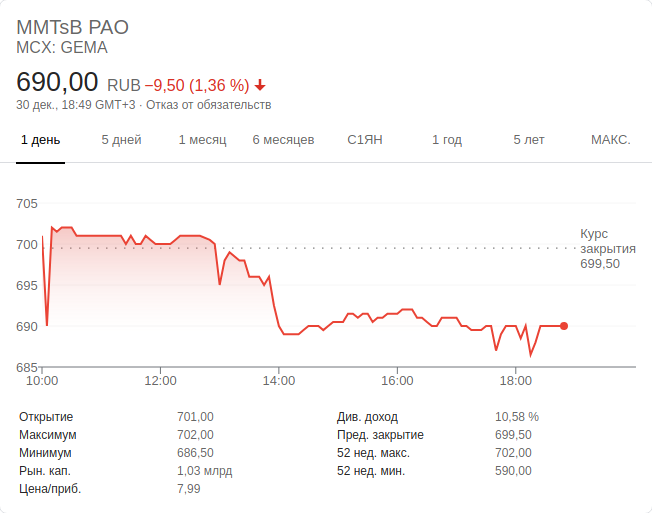 MMTsB PAO
MCX: GEMA
690,00 RUB −9,50 (1,36 %)
30 дек., 18:49 GMT+3 · Отказ от обязательств
1 день 5 дней 1 месяц 6 месяцев С1ЯН 1 год 5 лет МАКС.
705
700
695
690
685
Курс
закрытия
699,50
10:00 12:00 14:00 16:00 18:00
Открытие 701,00
Максимум 702,00
Минимум 686,50
Рын. кап. 1,03 млрд
Цена/приб. 7,99
Див. доход 10,58 %
Пред. закрытие 699,50
52 нед. макс. 702,00
52 нед. мин. 590,00